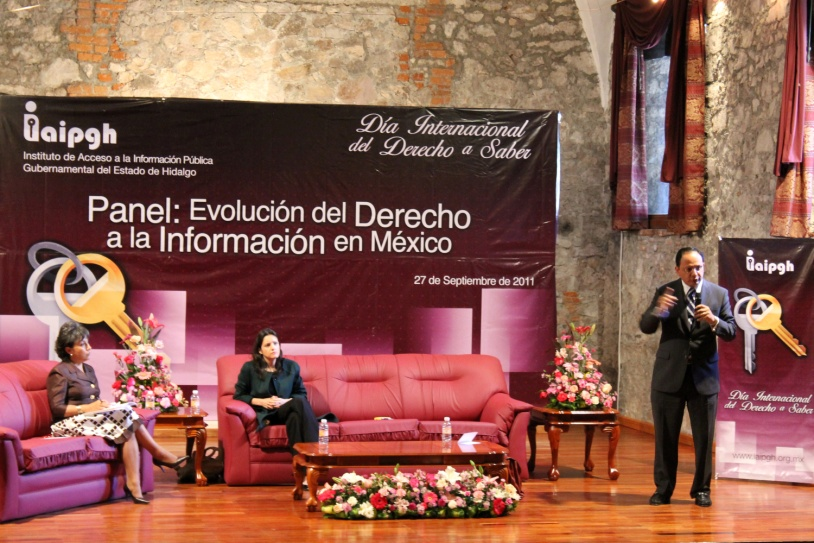 iaipgh
Instituto de Acceso a la Información Pública
Gubernamental del Estado de Hidalgo
Día Internacional
del Derecho a Saber
Panel: Evolución del Derecho
a la Información en México
27 de Septiembre de 2011
iaipgh
Día Internacional
del Derecho a Saber
www.iaipgh.org.mx